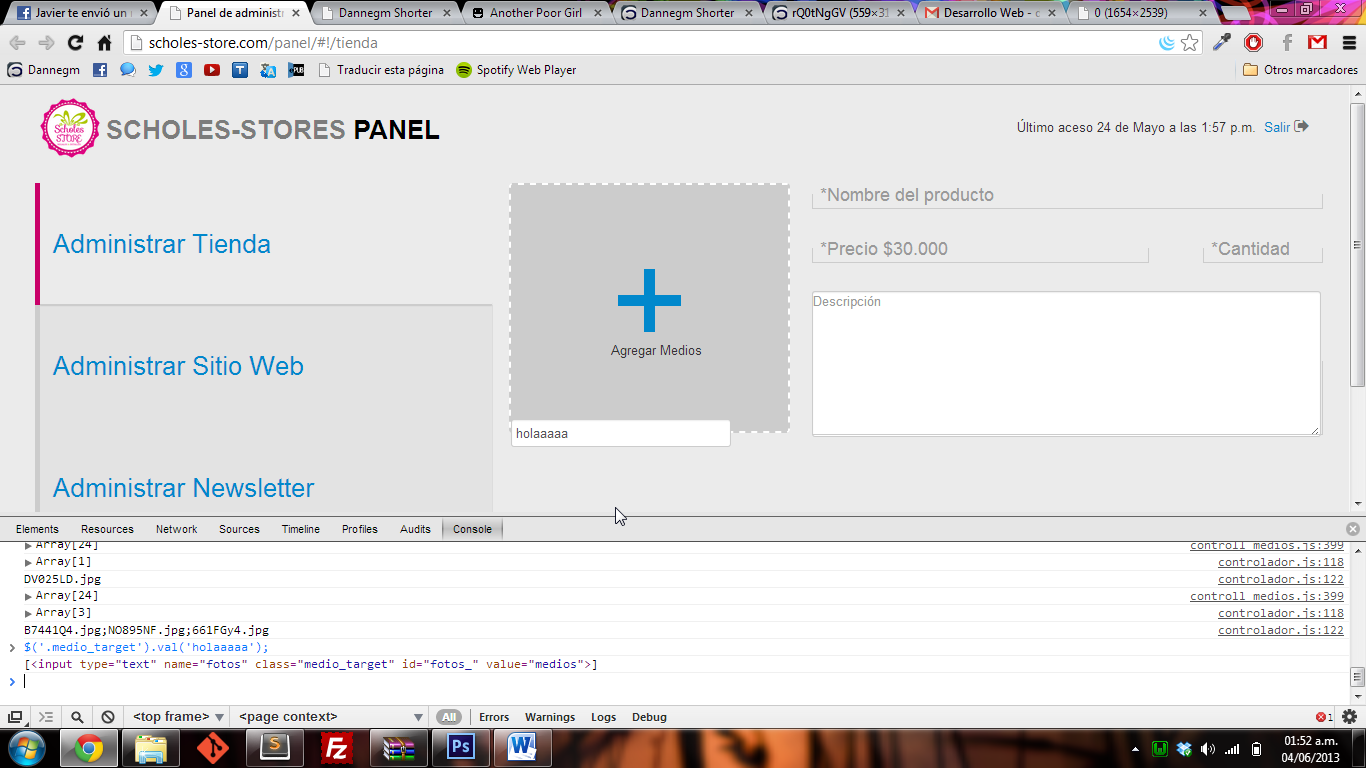 Javier te envió un
Panel de administr
Dannegm Shorter
Another Poor Girl
Dannegm Shorter
rQ0tNgGV (559×31
Desarrollo Web - c
0 (1654×2539)
scholes-store.com/panel/#!/tienda
Dannegm
Traducir esta página
Spotify Web Player
Otros marcadores
Scholes
STORE
SCHOLES-STORES PANEL
Último aceso 24 de Mayo a las 1:57 p.m. Salir
Administrar Tienda
Administrar Sitio Web
Administrar Newsletter
Agregar Medios
holaaaaa
*Nombre del producto
*Precio $30.000
*Cantidad
Descripción
Elements Resources Network Sources Timeline Profiles Audits Console
Array[24] controll_medios.js:399
Array[1] controlador.js:118
DV025LD.jpg controlador.js:122
Array[24] controll_medios.js:399
Array[3] controlador.js:118
B7441Q4.jpg;NO895NF.jpg;661FGy4.jpg controlador.js:122
$('.medio_target').val('holaaaaa');
[<input type="text" name="fotos" class="medio_target" id="fotos_" value="medios">]
<top frame> <page context> All Errors Warnings Logs Debug 1
01:52 a.m.
04/06/2013